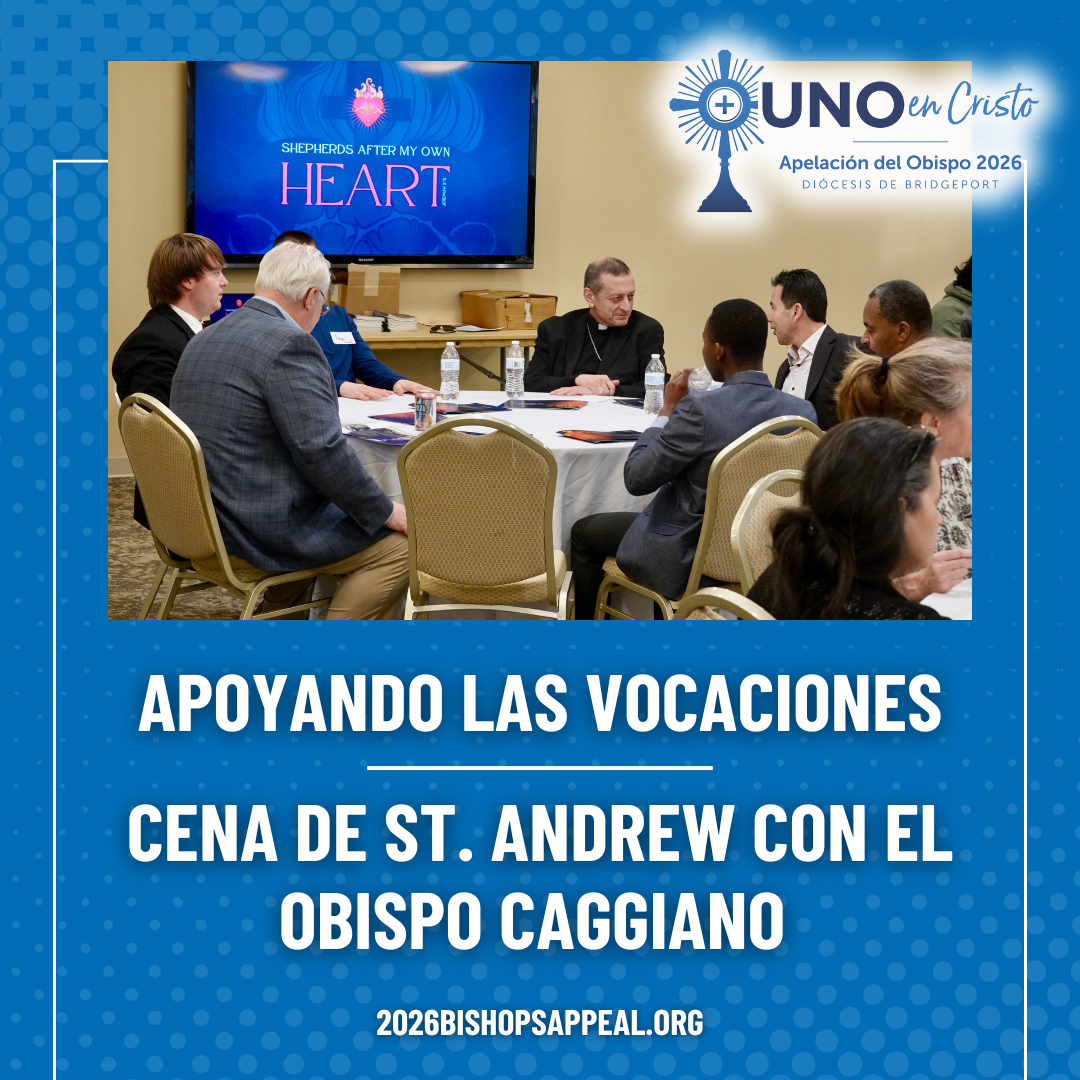 UNO en Cristo
Apelación del Obispo 2026
DIÓCESIS DE BRIDGEPORT
SHEPHERDS AFTER MY OWN
HEART
SHARP
APOYANDO LAS VOCACIONES
CENA DE ST. ANDREW CON EL
OBISPO CAGGIANO
2026BISHOPSAPPEAL.ORG